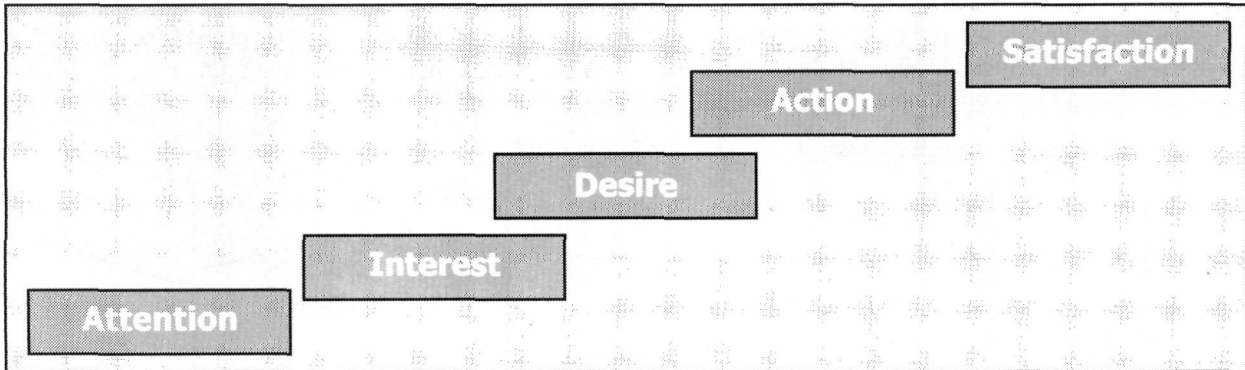 Satisfaction
Action
Desire
Interest
Attention